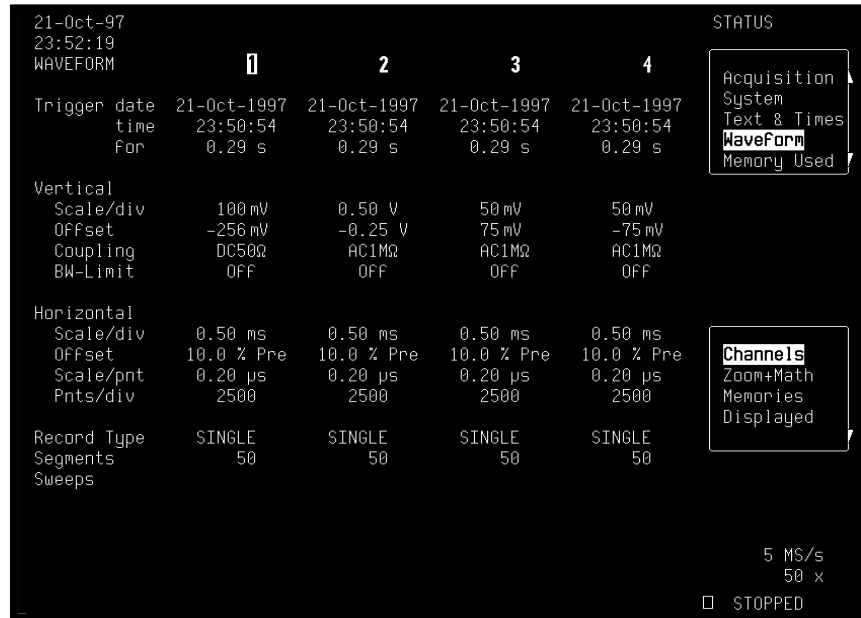 21-Oct-97
23:52:19
WAVEFORM 1 2 3 4
Trigger date 21-Oct-1997 21-Oct-1997 21-Oct-1997 21-Oct-1997
time 23:50:54 23:50:54 23:50:54 23:50:54
for 0.29 s 0.29 s 0.29 s 0.29 s
Vertical
Scale/div 100 mV 0.50 V 50 mV 50 mV
Offset -256 mV -0.25 V 75 mV -75 mV
Coupling DC50Ω AC1MΩ AC1MΩ AC1MΩ
BW-Limit Off Off Off Off
Horizontal
Scale/div 0.50 ms 0.50 ms 0.50 ms 0.50 ms
Offset 10.0 % Pre 10.0 % Pre 10.0 % Pre 10.0 % Pre
Scale/pnt 0.20 µs 0.20 µs 0.20 µs 0.20 µs
Pnts/div 2500 2500 2500 2500
Record Type SINGLE SINGLE SINGLE SINGLE
Segments 50 50 50 50
Sweeps
STATUS
Acquisition
System
Text & Times
Waveform
Memory Used
Channels
Zoom+Math
Memories
Displayed
5 MS/s
50 x
STOPPED